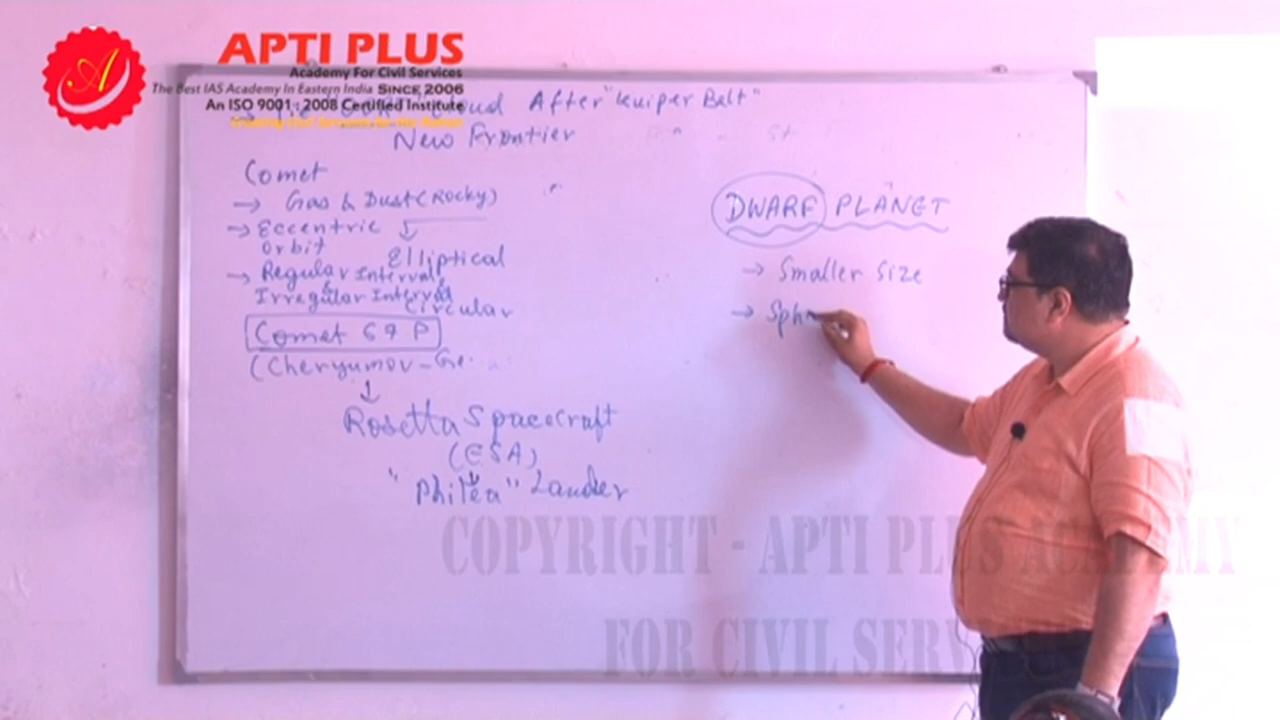 APTI PLUS
Academy For Civil Services
The Best IAS Academy In Eastern India SINCE 2006
An ISO 9001 : 2008 Certified Institute
After "Kuiper Belt"
New Frontier
Comet
→ Gas & Dust (Rocky)
→ Eccentric
Orbit
Elliptical
→ Regular Interval
& Irregular Interval
Circular
Comet 67 P
(Cheryumov - Ge.
Rosetta Spacecraft
(ESA)
"Philea" Lander
DWARF PLANET
→ Smaller Size
→ Sph
COPYRIGHT - APTI PLUS ACADEMY
FOR CIVIL SERV